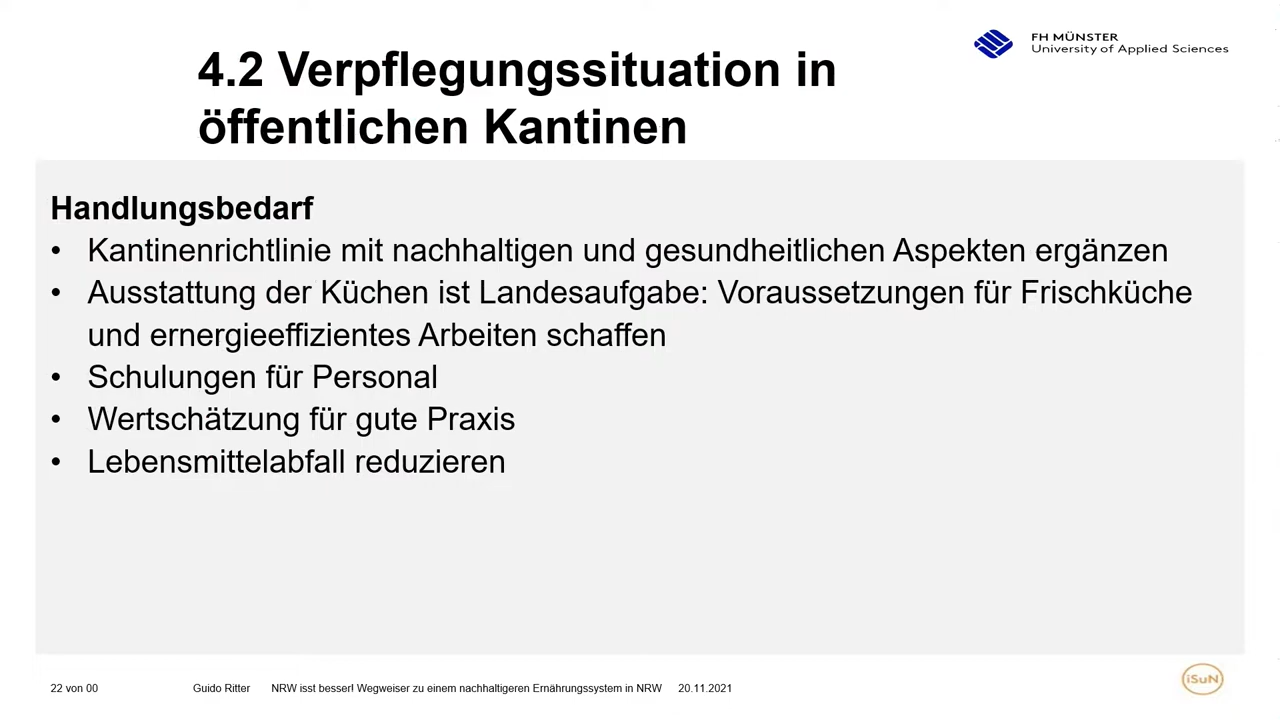 4.2 Verpflegungssituation in
öffentlichen Kantinen
FH MÜNSTER
University of Applied Sciences
Handlungsbedarf
• Kantinenrichtlinie mit nachhaltigen und gesundheitlichen Aspekten ergänzen
• Ausstattung der Küchen ist Landesaufgabe: Voraussetzungen für Frischküche
und ernergieeffizientes Arbeiten schaffen
• Schulungen für Personal
• Wertschätzung für gute Praxis
• Lebensmittelabfall reduzieren
22 von 00 Guido Ritter NRW isst besser! Wegweiser zu einem nachhaltigeren Ernährungssystem in NRW 20.11.2021
iSuN